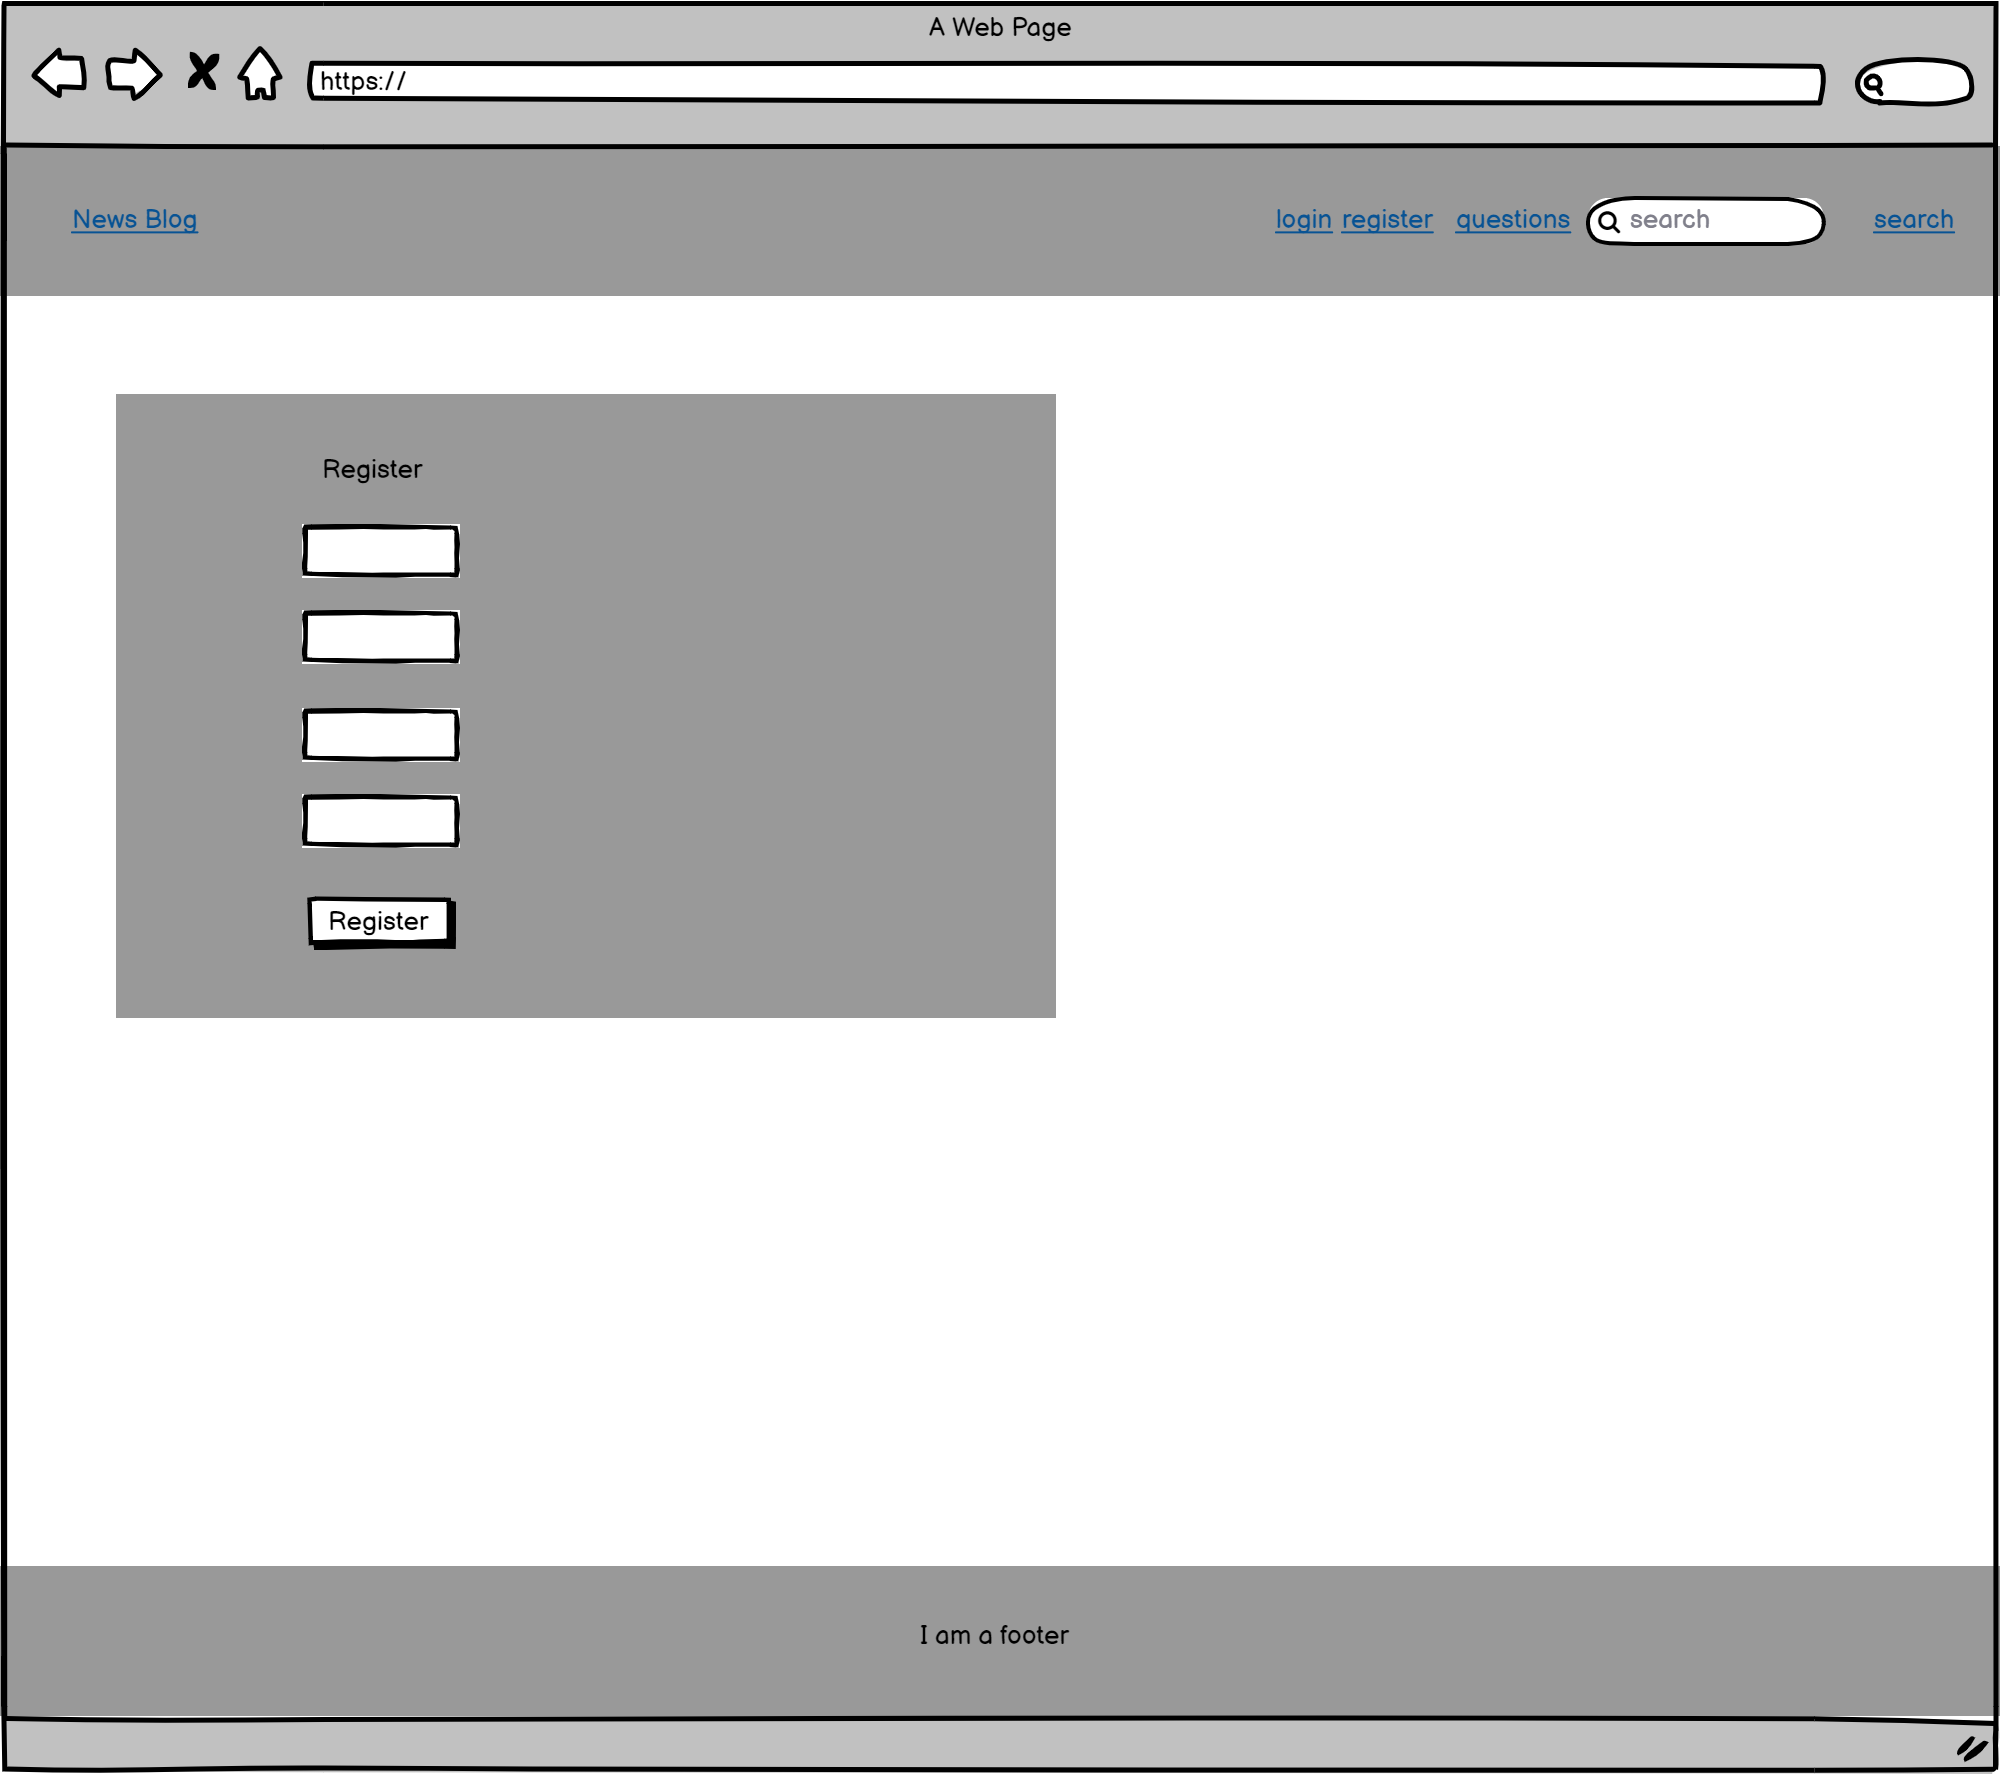 A Web Page
https://
News Blog login register questions search search
Register
Register
I am a footer